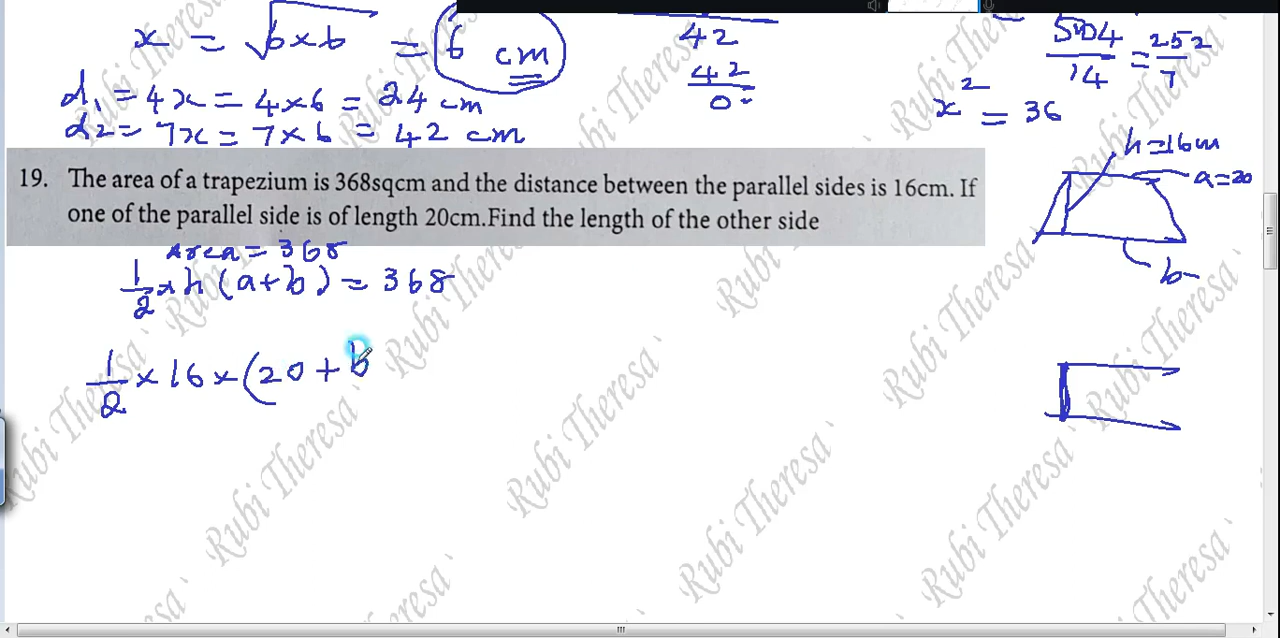 x = √6×6 = 6 cm
42
42
0
504/14 = 252/7
x² = 36
d₁ = 4x = 4×6 = 24 cm
d2 = 7x = 7×6 = 42 cm
19. The area of a trapezium is 368sqcm and the distance between the parallel sides is 16cm. If
one of the parallel side is of length 20cm.Find the length of the other side
h=16m
a=20
b
Area = 368
1/2 × h (a+b) = 368
1/2 × 16 × (20 + b
Rubi Theresa